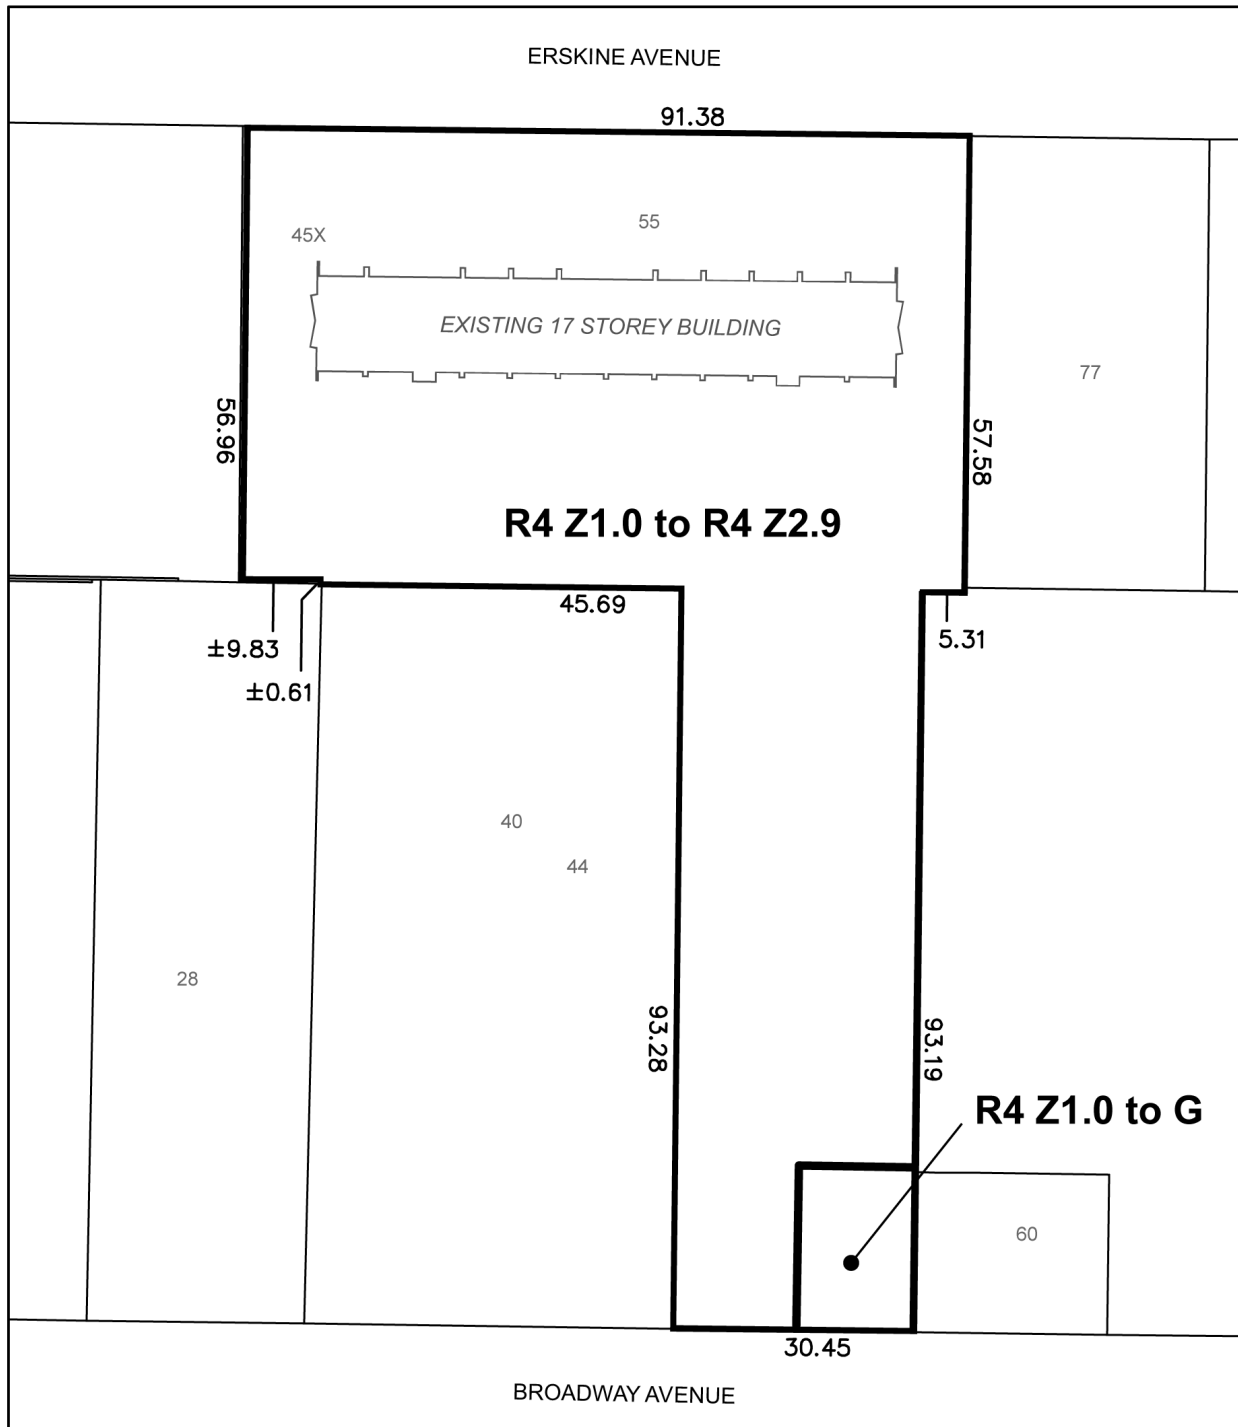 ERSKINE AVENUE
91.38
55
45X
EXISTING 17 STOREY BUILDING
77
56.96
57.58
R4 Z1.0 to R4 Z2.9
45.69
±9.83
5.31
±0.61
40
44
28
93.28
93.19
R4 Z1.0 to G
60
30.45
BROADWAY AVENUE